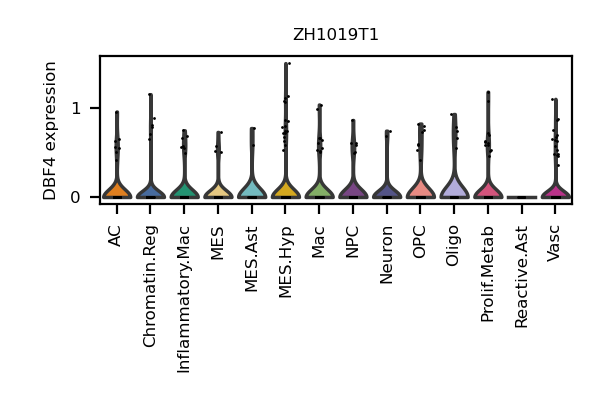 ZH1019T1
DBF4 expression
1
0
AC
Chromatin.Reg
Inflammatory.Mac
MES
MES.Ast
MES.Hyp
Mac
NPC
Neuron
OPC
Oligo
Prolif.Metab
Reactive.Ast
Vasc